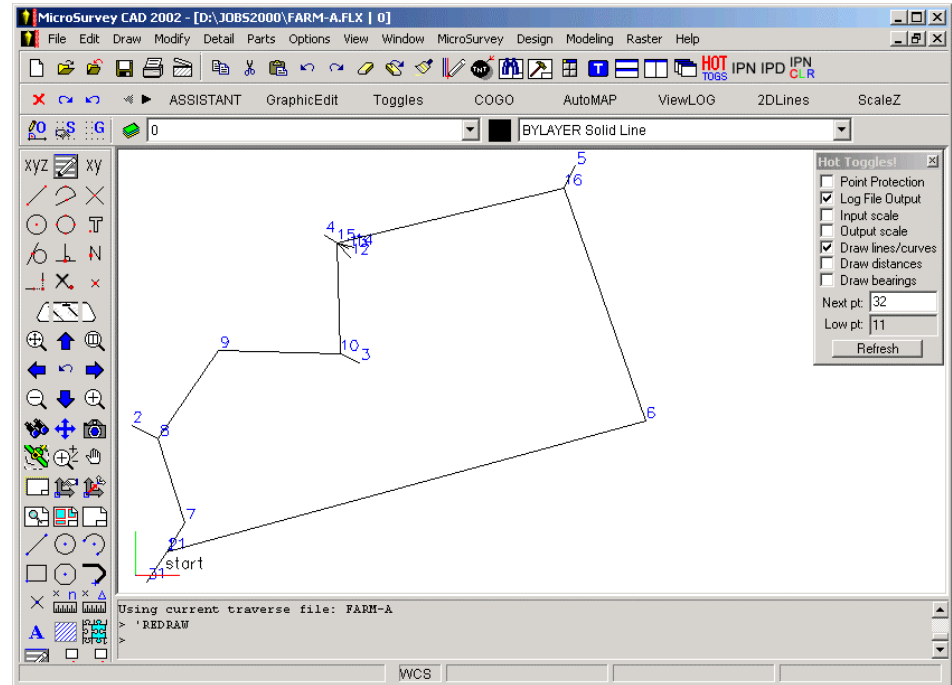 MicroSurvey CAD 2002 - [D:\JOBS2000\FARM-A.FLX | 0]
File Edit Draw Modify Detail Parts Options View Window MicroSurvey Design Modeling Raster Help
HOT TOGS IPN IPD IPN CLR
ASSISTANT GraphicEdit Toggles COGO AutoMAP ViewLOG 2DLines ScaleZ
0 BYLAYER Solid Line
XYZ XY
Hot Toggles!
Point Protection
Log File Output
Input scale
Output scale
Draw lines/curves
Draw distances
Draw bearings
Next pt: 32
Low pt: 11
Refresh
5
16
4
12
9
10
3
6
2
8
7
21
start
31
Using current traverse file: FARM-A
> 'REDRAW
>
WCS